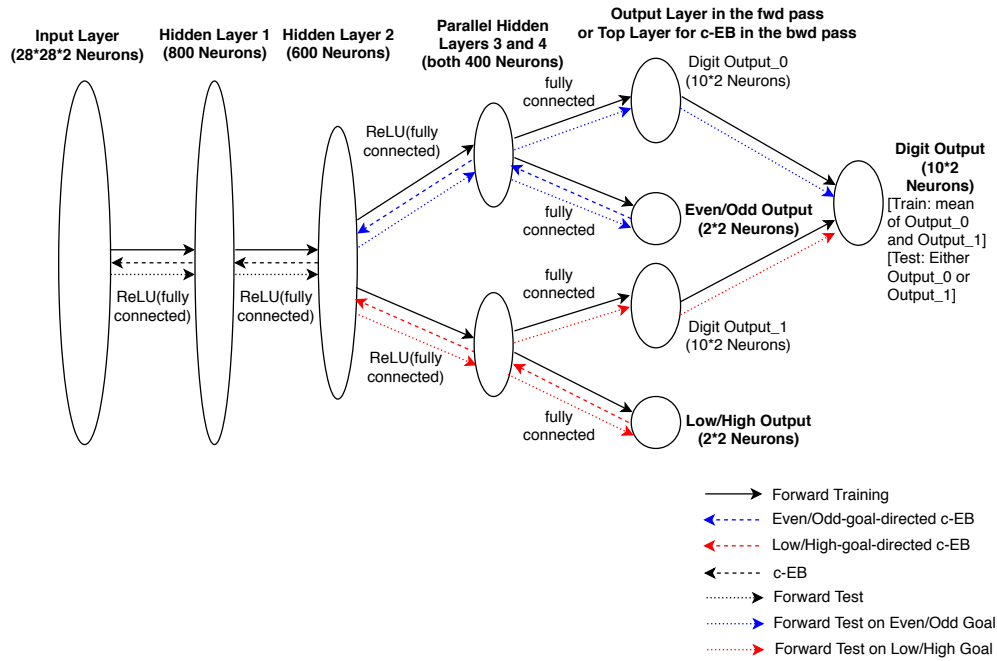 Input Layer
(28*28*2 Neurons)
Hidden Layer 1
(800 Neurons)
Hidden Layer 2
(600 Neurons)
Parallel Hidden
Layers 3 and 4
(both 400 Neurons)
Output Layer in the fwd pass
or Top Layer for c-EB in the bwd pass
Digit Output_0
(10*2 Neurons)
fully
connected
ReLU(fully
connected)
fully
connected
Even/Odd Output
(2*2 Neurons)
Digit Output
(10*2
Neurons)
[Train: mean
of Output_0
and Output_1]
[Test: Either
Output_0 or
Output_1]
ReLU(fully
connected)
ReLU(fully
connected)
fully
connected
Digit Output_1
(10*2 Neurons)
ReLU(fully
connected)
fully
connected
Low/High Output
(2*2 Neurons)
Forward Training
Even/Odd-goal-directed c-EB
Low/High-goal-directed c-EB
c-EB
Forward Test
Forward Test on Even/Odd Goal
Forward Test on Low/High Goal